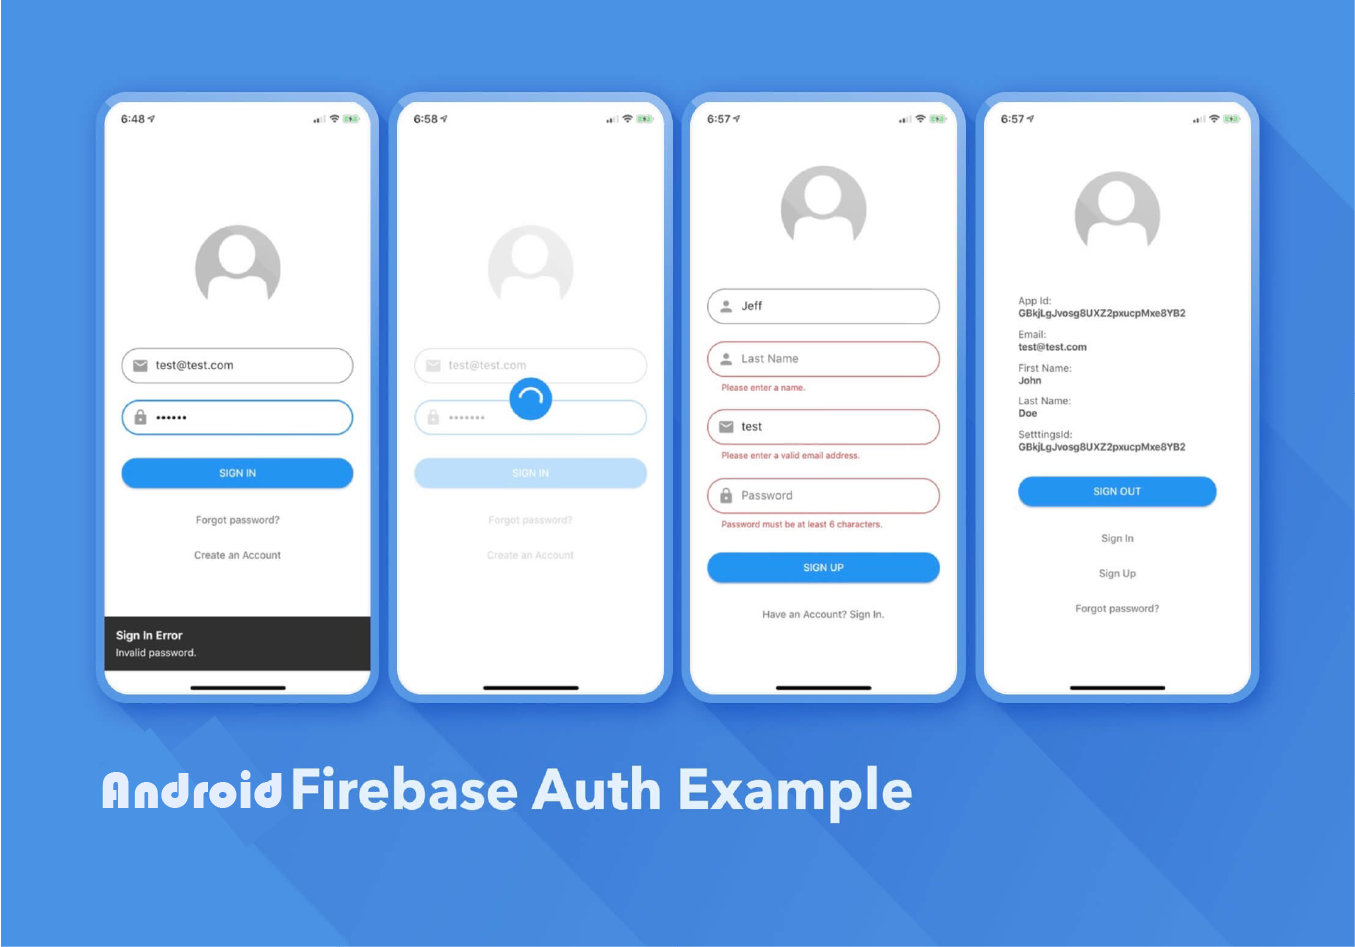 6:48
test@test.com
••••••
SIGN IN
Forgot password?
Create an Account
Sign In Error
Invalid password.
6:58
test@test.com
•••••••
SIGN IN
Forgot password?
Create an Account
6:57
Jeff
Last Name
Please enter a name.
test
Please enter a valid email address.
Password
Password must be at least 6 characters.
SIGN UP
Have an Account? Sign In.
6:57
App Id:
GBkjLgJvosg8UXZ2pxucpMxe8YB2
Email:
test@test.com
First Name:
John
Last Name:
Doe
SetttingsId:
GBkjLgJvosg8UXZ2pxucpMxe8YB2
SIGN OUT
Sign In
Sign Up
Forgot password?
Android Firebase Auth Example